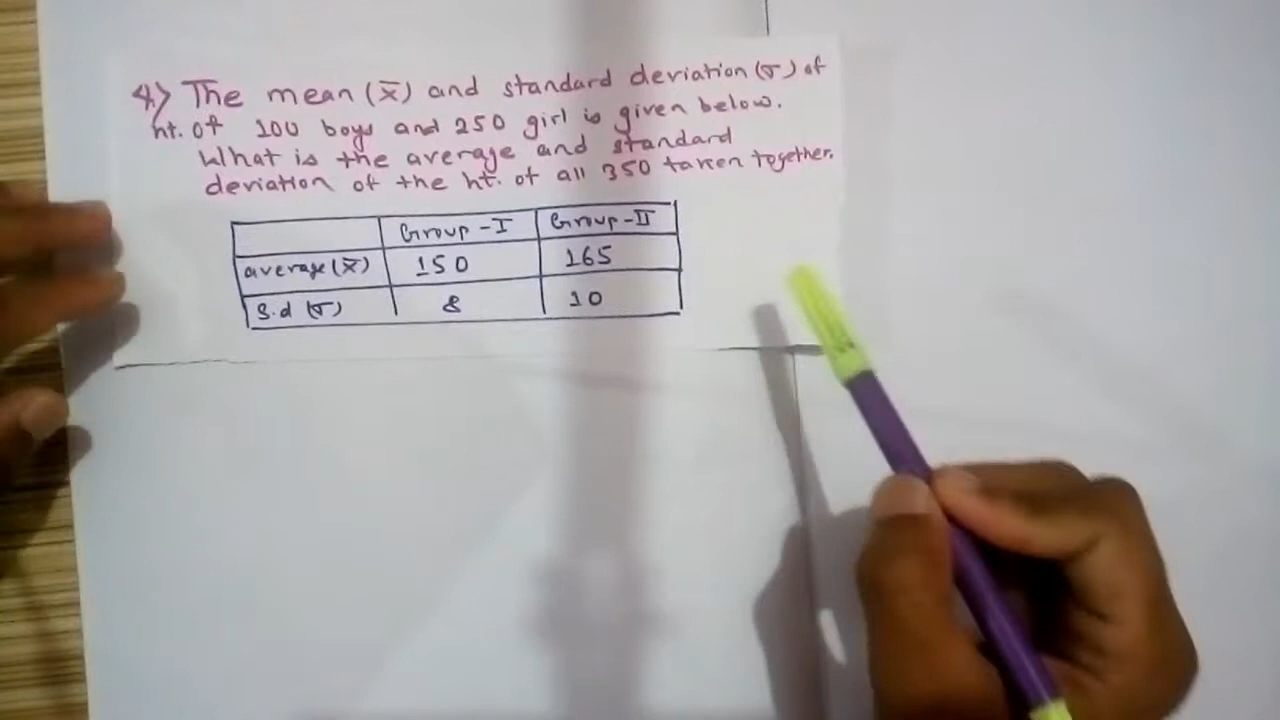 4.) The mean (x̄) and standard deviation (σ) of
ht. of 100 boys and 250 girl is given below.
What is the average and standard
deviation of the ht. of all 350 taken together.
Group-I Group-II
average (x̄) 150 165
S.d (σ) 8 10